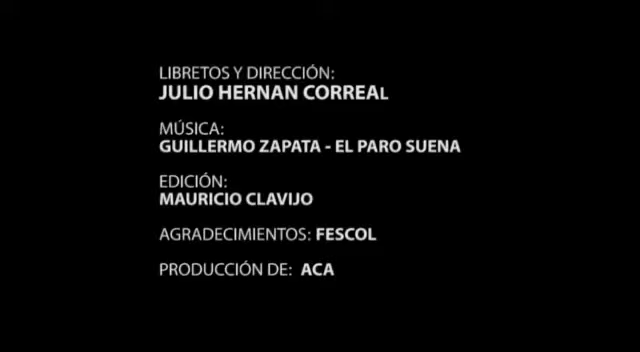 LIBRETOS Y DIRECCIÓN:
JULIO HERNAN CORREAL
MÚSICA:
GUILLERMO ZAPATA - EL PARO SUENA
EDICIÓN:
MAURICIO CLAVIJO
AGRADECIMIENTOS: FESCOL
PRODUCCIÓN DE: ACA